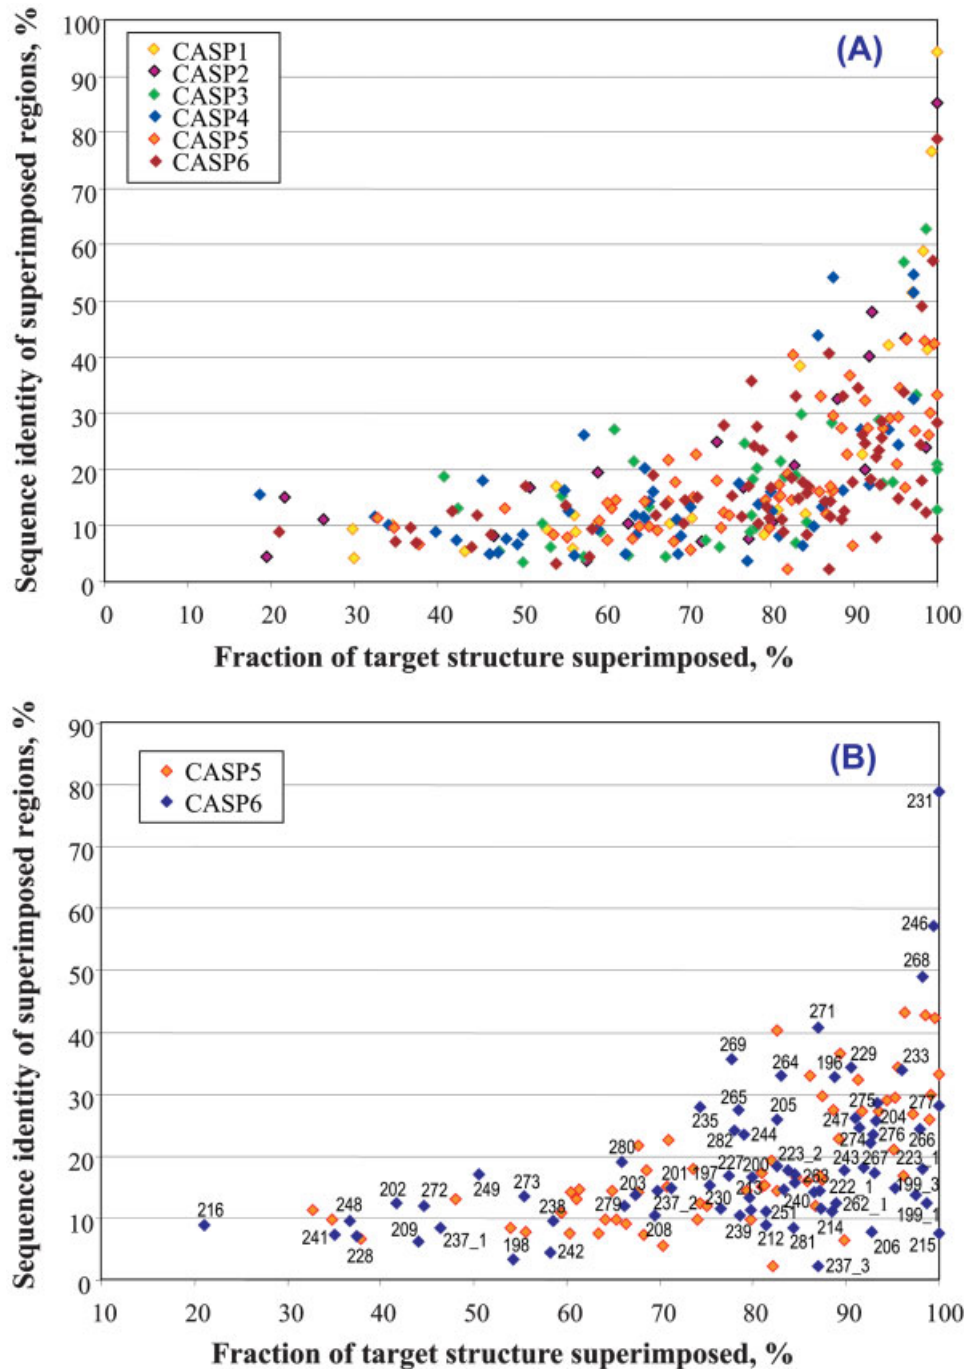 (A)
Sequence identity of superimposed regions, %
100
90
80
70
60
50
40
30
20
10
0
CASP1
CASP2
CASP3
CASP4
CASP5
CASP6
0 10 20 30 40 50 60 70 80 90 100
Fraction of target structure superimposed, %
(B)
Sequence identity of superimposed regions, %
90
80
70
60
50
40
30
20
10
0
CASP5
CASP6
231
246
268
271
269 264 196 229 233
265 205 275 204 277
235 282 244 247 274 276 266
280 223_2 243 267 223_1
216 248 202 272 249 273 203 201 197 227 200 263 222_1 199_3
241 228 209 237_1 238 279 237_2 230 213 240 262_1 199_1
198 242 208 239 251 212 281 214 206 215
237_3
10 20 30 40 50 60 70 80 90 100
Fraction of target structure superimposed, %